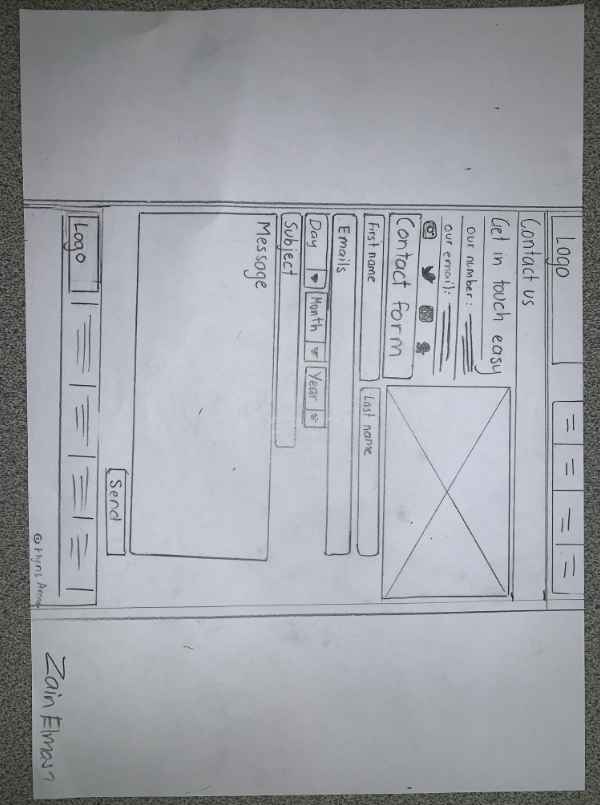 Logo
Contact us
Get in touch easy
our number:
our email:
Contact form
First name
Last name
Emails
Day
Month
Year
Subject
Message
Send
Logo
Zain